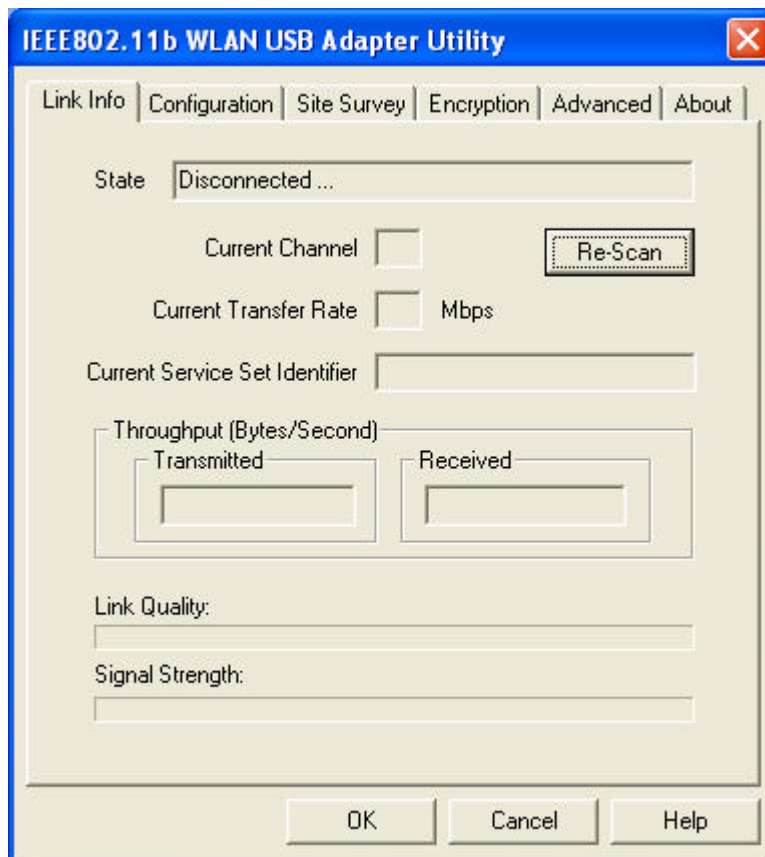 IEEE802.11b WLAN USB Adapter Utility
Link Info Configuration Site Survey Encryption Advanced About
State Disconnected ...
Current Channel Re-Scan
Current Transfer Rate Mbps
Current Service Set Identifier
Throughput (Bytes/Second)
Transmitted Received
Link Quality:
Signal Strength:
OK Cancel Help